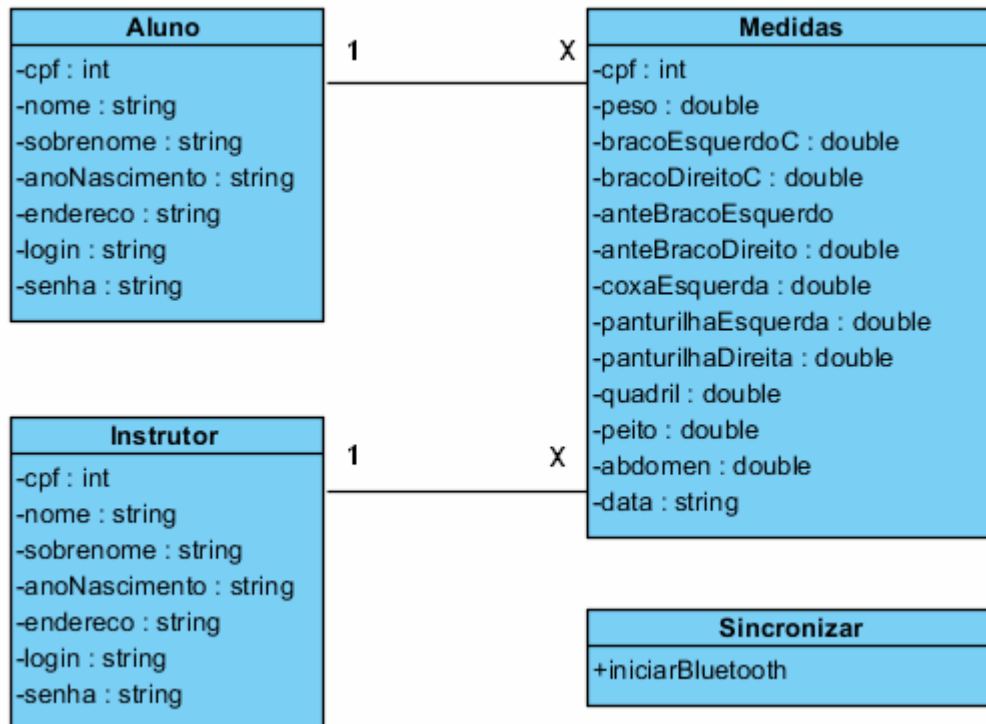 Aluno
-cpf : int
-nome : string
-sobrenome : string
-anoNascimento : string
-endereco : string
-login : string
-senha : string
1
X
Medidas
-cpf : int
-peso : double
-bracoEsquerdoC : double
-bracoDireitoC : double
-anteBracoEsquerdo
-anteBracoDireito : double
-coxaEsquerda : double
-panturilhaEsquerda : double
-panturilhaDireita : double
-quadril : double
-peito : double
-abdomen : double
-data : string
Instrutor
-cpf : int
-nome : string
-sobrenome : string
-anoNascimento : string
-endereco : string
-login : string
-senha : string
1
X
Sincronizar
+iniciarBluetooth